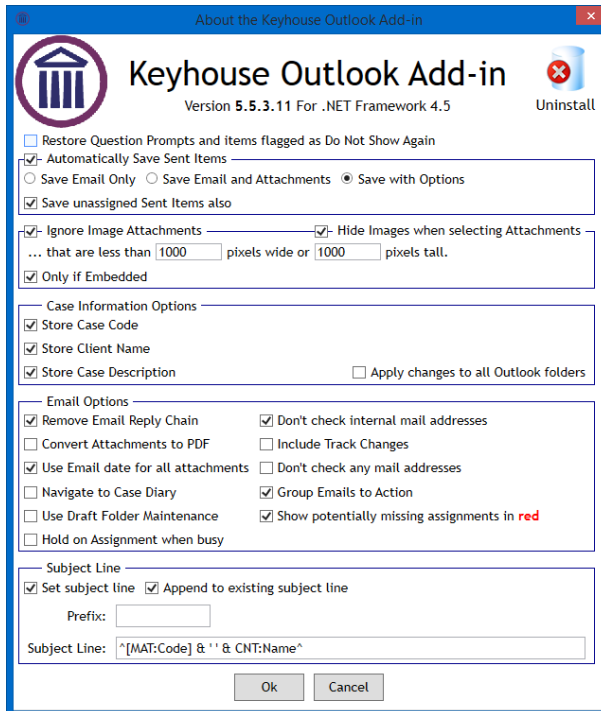 About the Keyhouse Outlook Add-in
Keyhouse Outlook Add-in
Version 5.5.3.11 For .NET Framework 4.5
Uninstall
Restore Question Prompts and items flagged as Do Not Show Again
Automatically Save Sent Items
Save Email Only Save Email and Attachments Save with Options
Save unassigned Sent Items also
Ignore Image Attachments Hide Images when selecting Attachments
... that are less than 1000 pixels wide or 1000 pixels tall.
Only if Embedded
Case Information Options
Store Case Code
Store Client Name
Store Case Description Apply changes to all Outlook folders
Email Options
Remove Email Reply Chain Don't check internal mail addresses
Convert Attachments to PDF Include Track Changes
Use Email date for all attachments Don't check any mail addresses
Navigate to Case Diary Group Emails to Action
Use Draft Folder Maintenance Show potentially missing assignments in red
Hold on Assignment when busy
Subject Line
Set subject line Append to existing subject line
Prefix:
Subject Line: ^[MAT:Code] & ' ' & CNT:Name^
Ok Cancel